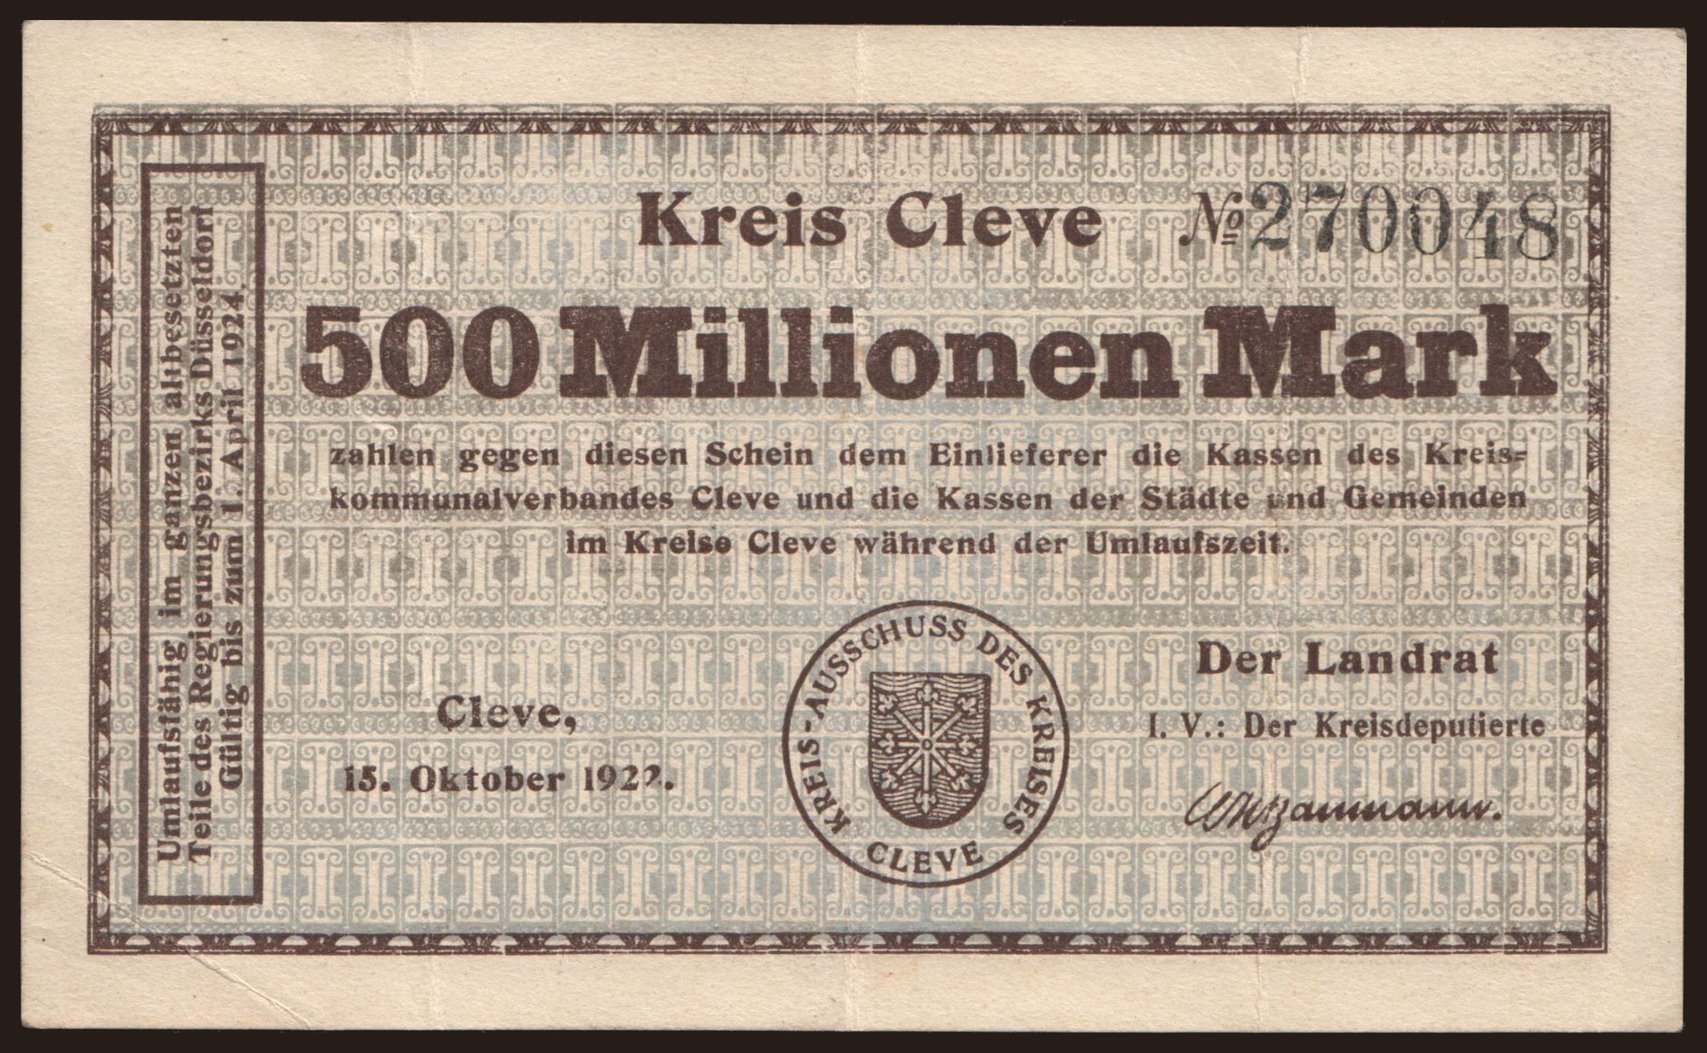 Kreis Cleve № 270048
500 Millionen Mark
zahlen gegen diesen Schein dem Einlieferer die Kassen des Kreis=
kommunalverbandes Cleve und die Kassen der Städte und Gemeinden
im Kreise Cleve während der Umlaufszeit.
Cleve,
15. Oktober 1922.
KREIS-AUSSCHUSS DES KREISES
CLEVE
Der Landrat
I. V.: Der Kreisdeputierte
Umlaufsfähig im ganzen altbesetzten
Teile des Regierungsbezirks Düsseldorf
Gültig bis zum 1. April 1924.